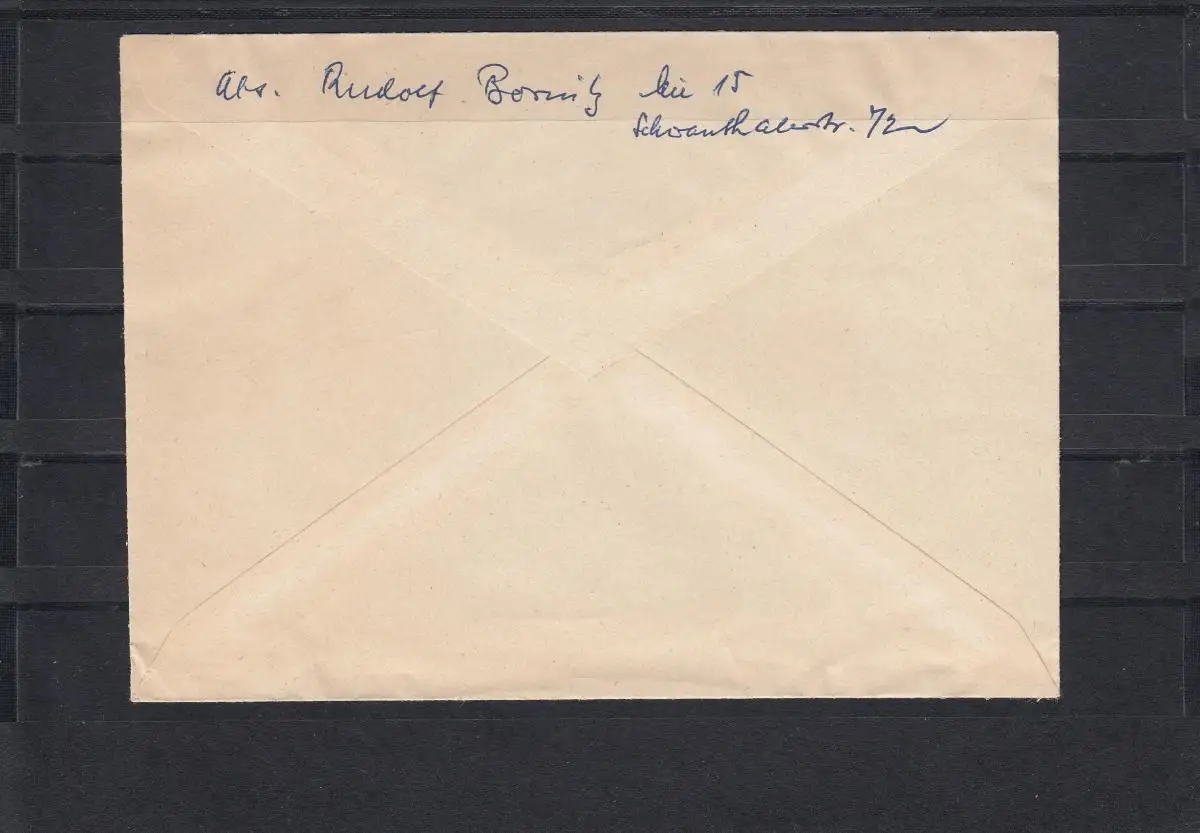 Abs. Rudolf Bornitz Mü 15
Schwanthalerstr. 72